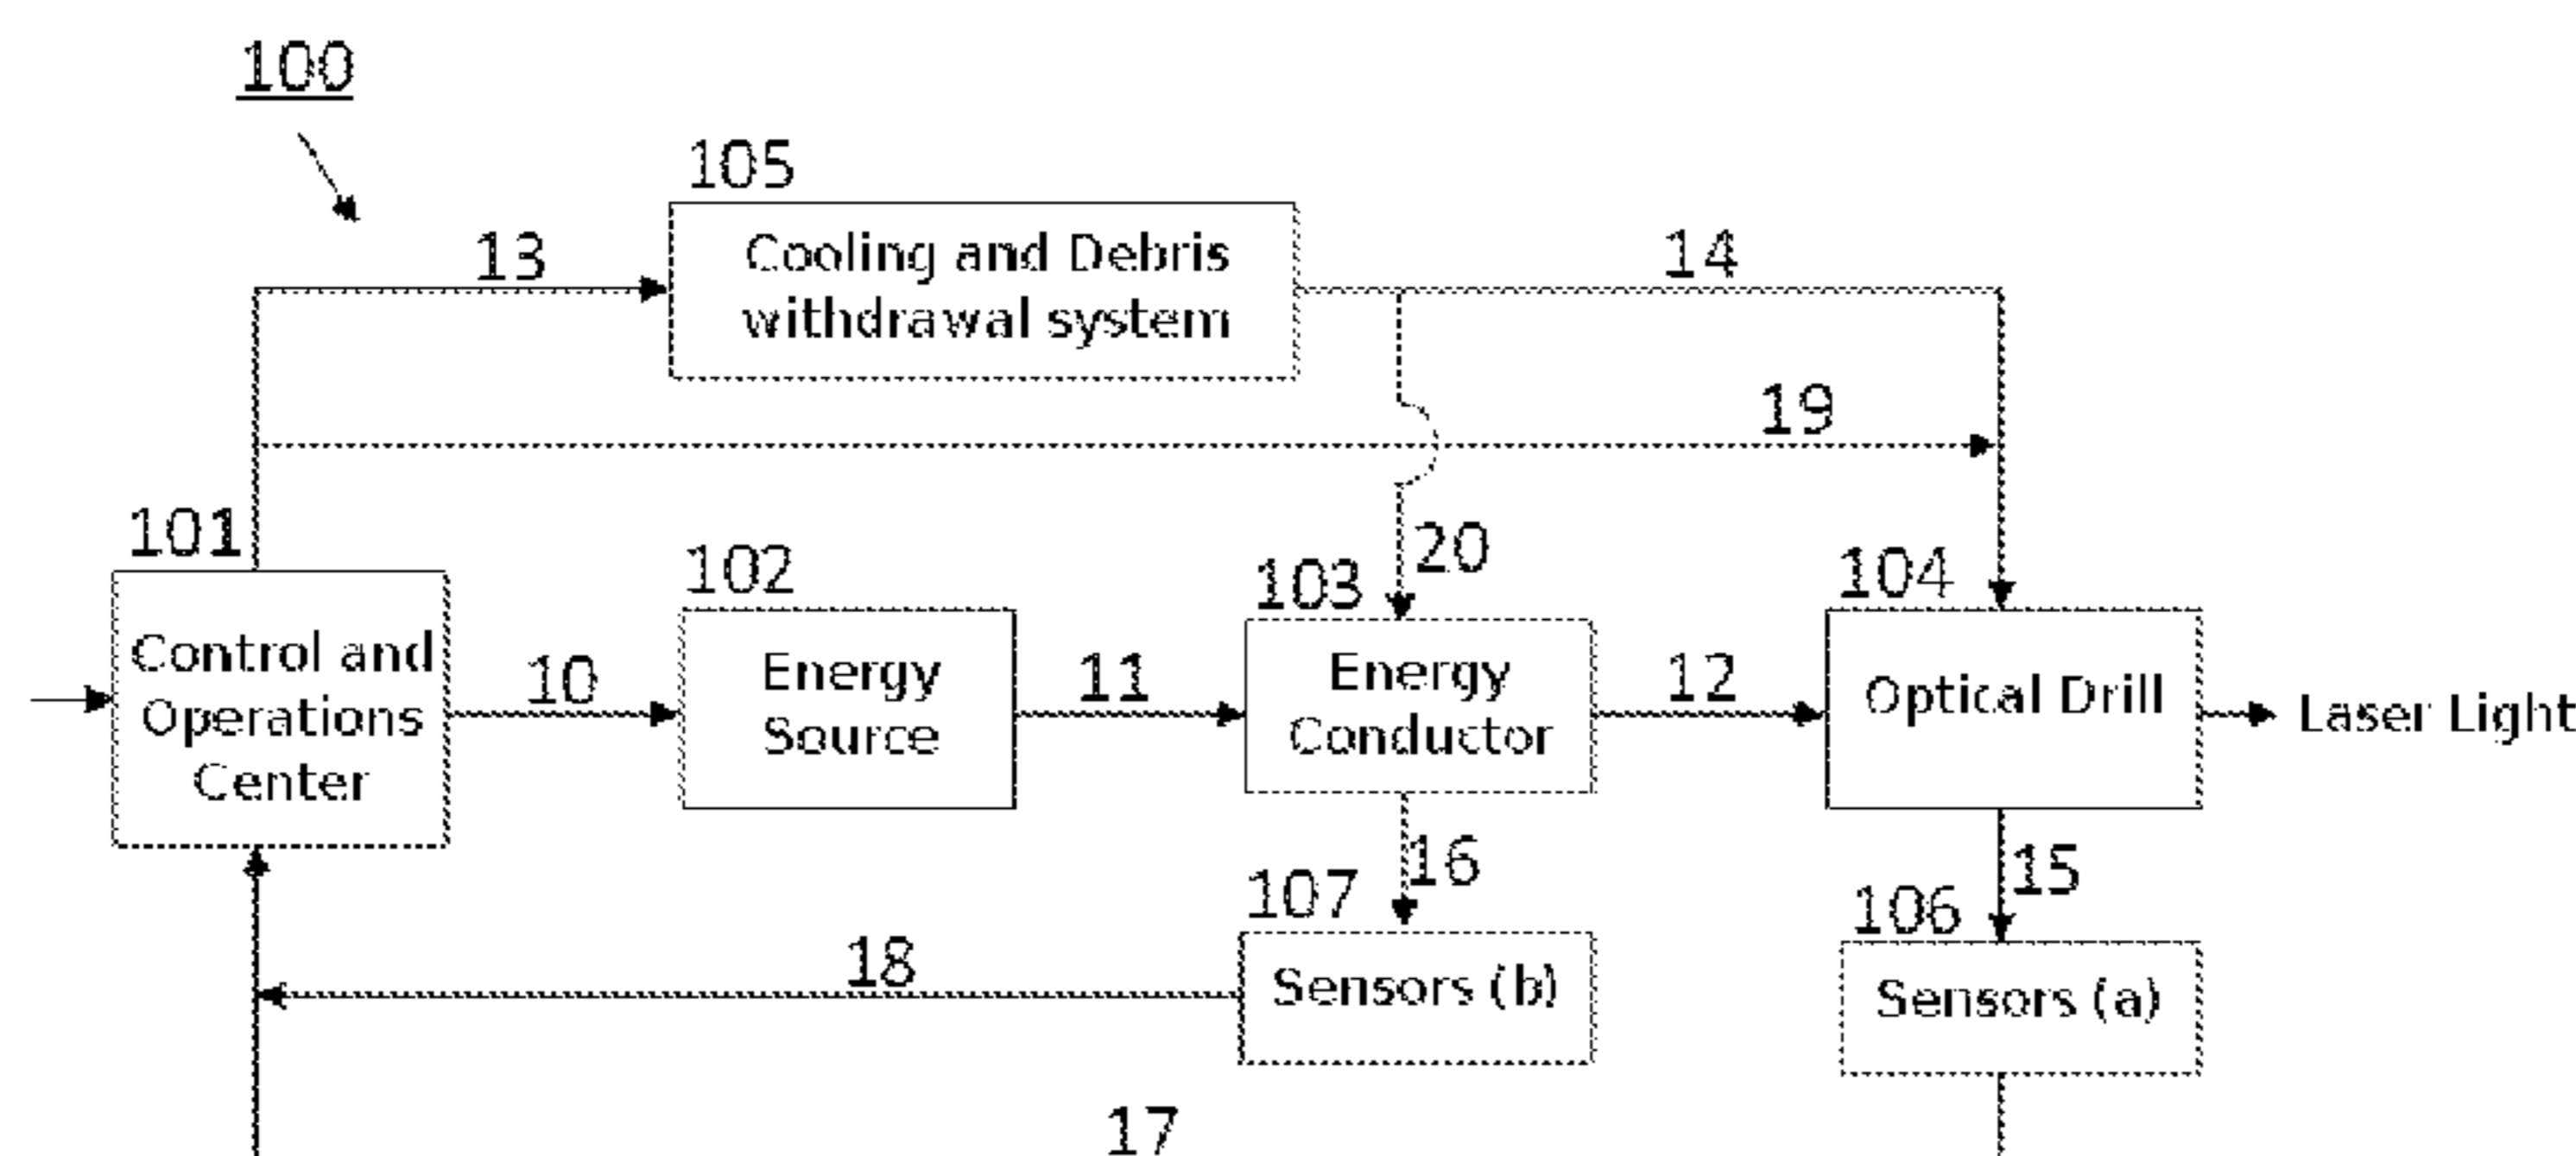 100
105
Cooling and Debris
withdrawal system
13
14
19
20
101
Control and
Operations
Center
10
102
Energy
Source
11
103
Energy
Conductor
12
104
Optical Drill
Laser Light
16
15
107
Sensors (b)
106
Sensors (a)
18
17